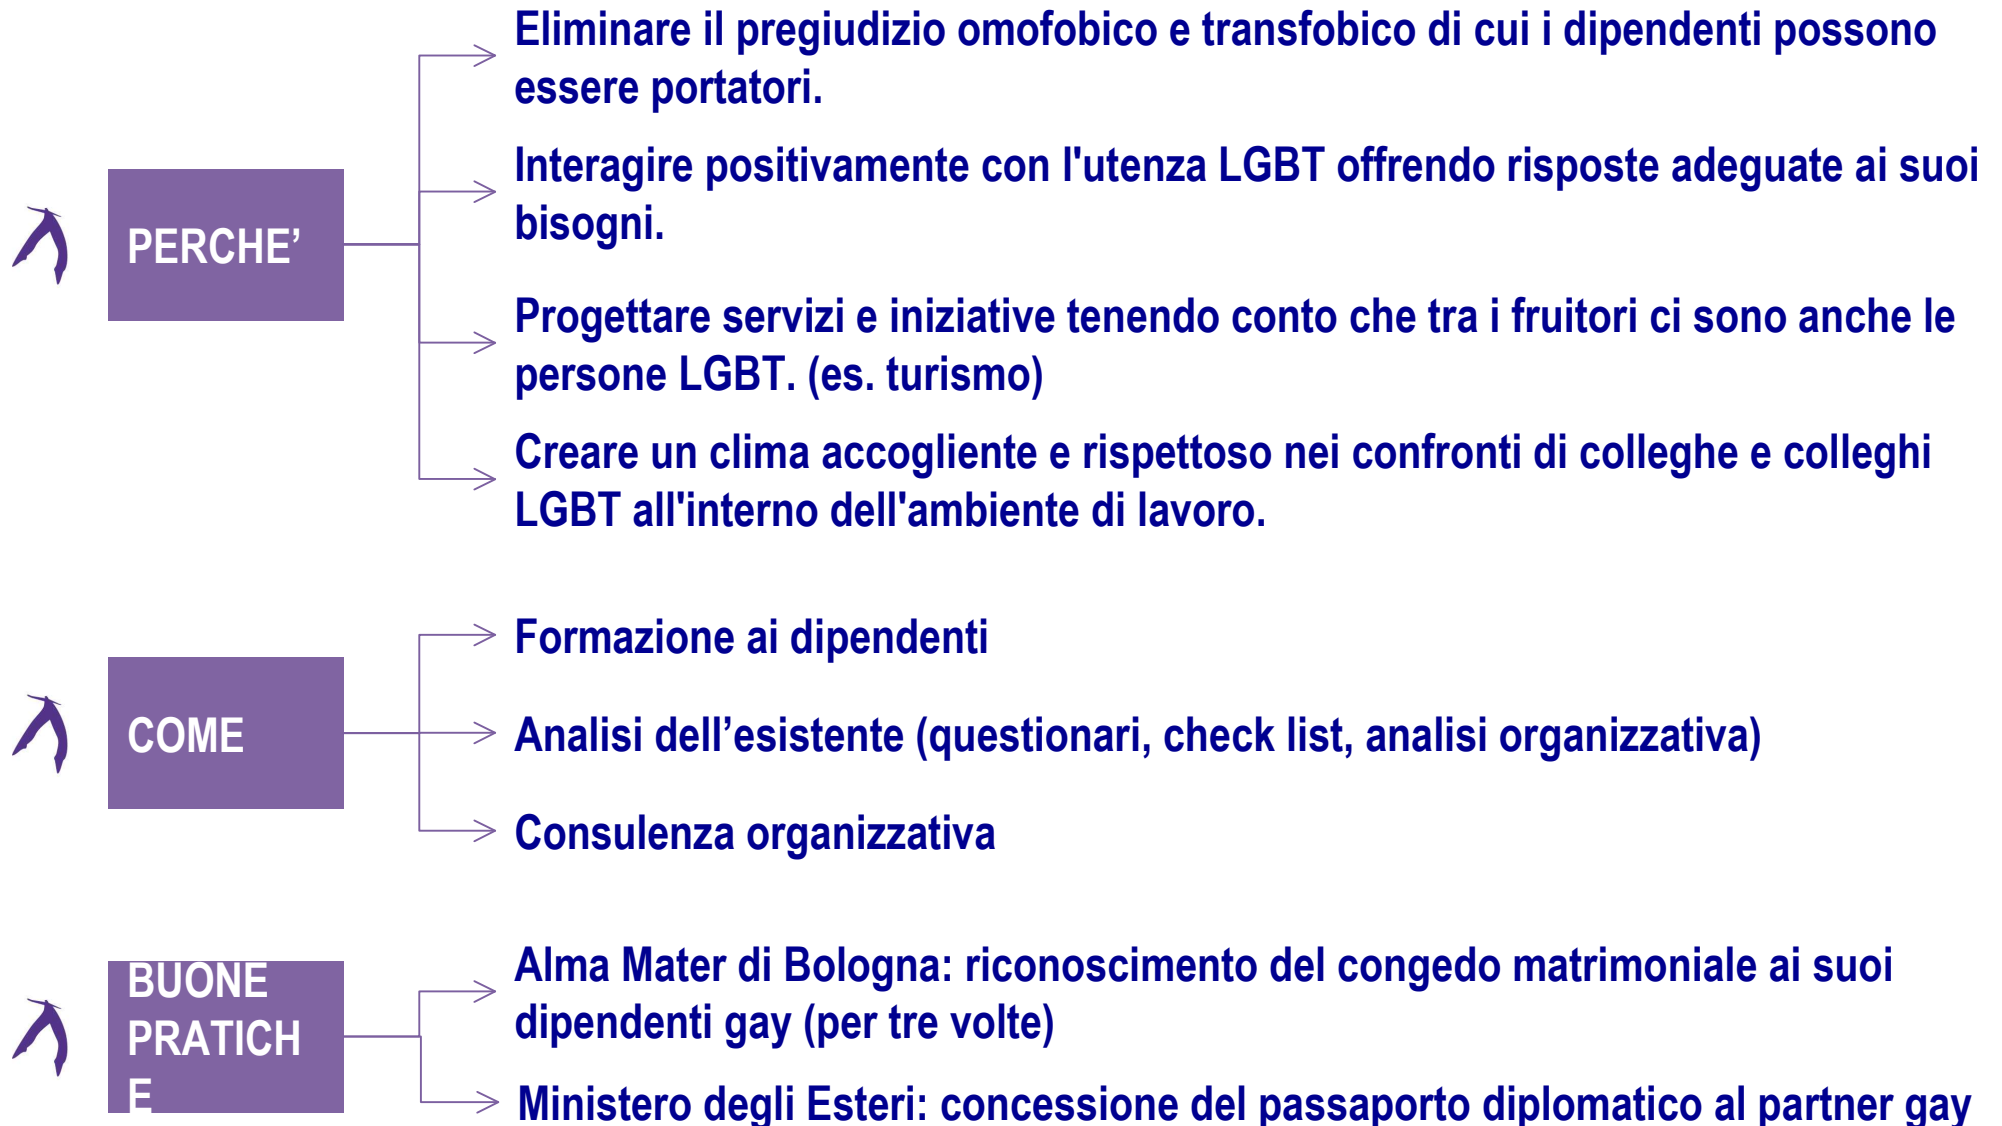 Eliminare il pregiudizio omofobico e transfobico di cui i dipendenti possono
essere portatori.
Interagire positivamente con l'utenza LGBT offrendo risposte adeguate ai suoi
bisogni.
PERCHE’
Progettare servizi e iniziative tenendo conto che tra i fruitori ci sono anche le
persone LGBT. (es. turismo)
Creare un clima accogliente e rispettoso nei confronti di colleghe e colleghi
LGBT all'interno dell'ambiente di lavoro.
Formazione ai dipendenti
COME
Analisi dell’esistente (questionari, check list, analisi organizzativa)
Consulenza organizzativa
BUONE
PRATICH
E
Alma Mater di Bologna: riconoscimento del congedo matrimoniale ai suoi
dipendenti gay (per tre volte)
Ministero degli Esteri: concessione del passaporto diplomatico al partner gay